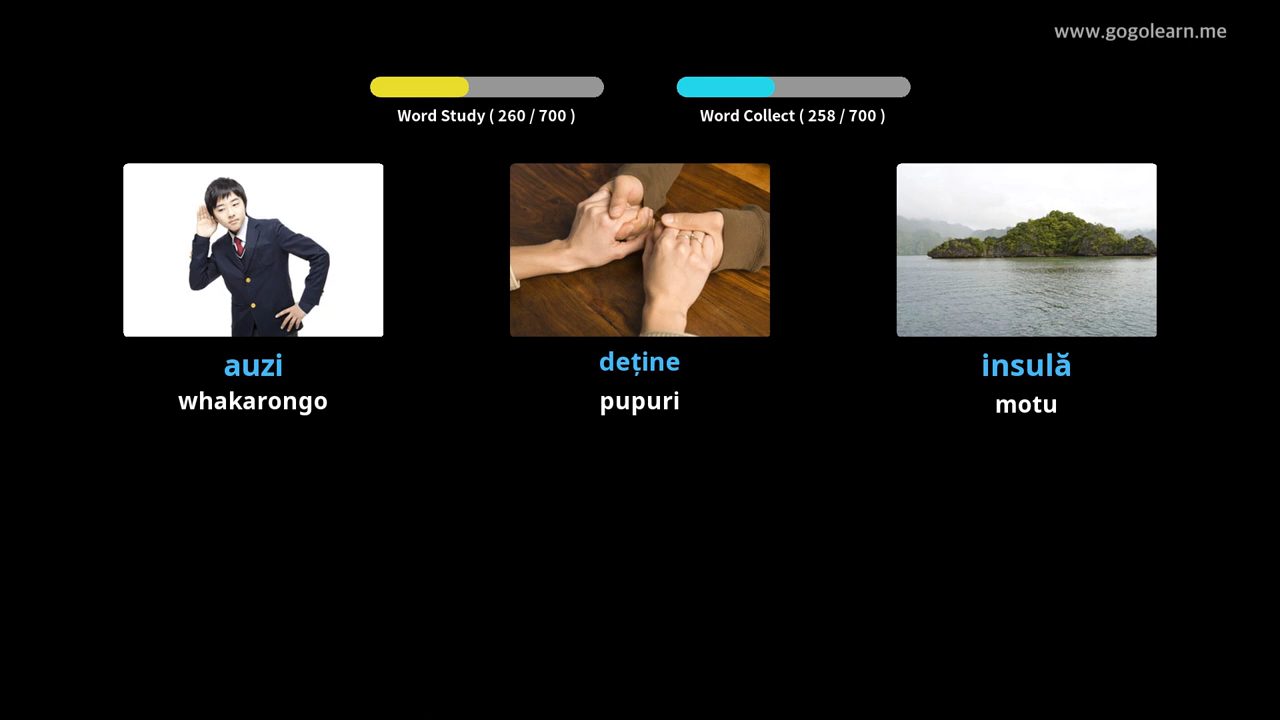 www.gogolearn.me
Word Study ( 260 / 700 )
Word Collect ( 258 / 700 )
auzi
whakarongo
deține
pupuri
insulă
motu